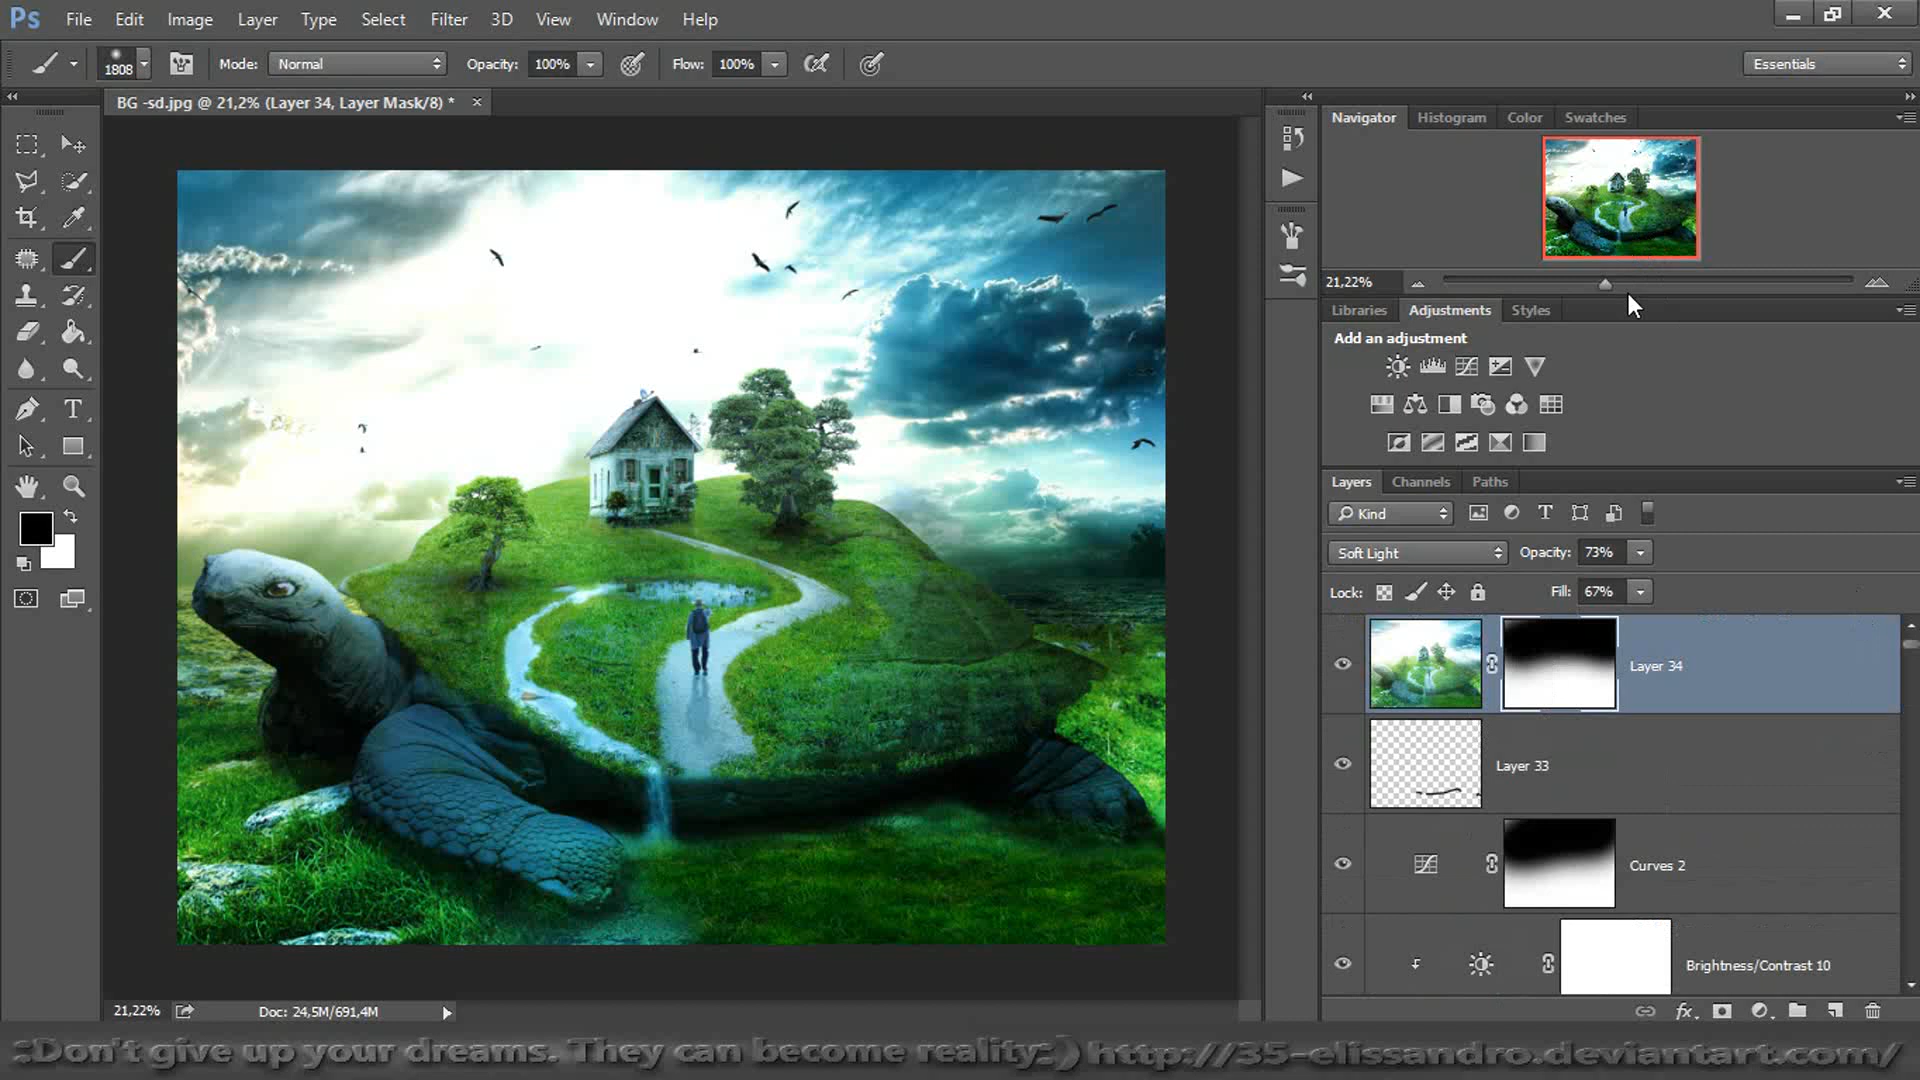 Ps File Edit Image Layer Type Select Filter 3D View Window Help
1808 Mode: Normal Opacity: 100% Flow: 100% Essentials
BG -sd.jpg @ 21,2% (Layer 34, Layer Mask/8) * ×
Navigator Histogram Color Swatches
21,22%
Libraries Adjustments Styles
Add an adjustment
Layers Channels Paths
Kind
Soft Light Opacity: 73%
Lock: Fill: 67%
Layer 34
Layer 33
Curves 2
Brightness/Contrast 10
21,22% Doc: 24,5M/691,4M
fx
:Don't give up your dreams. They can become reality:) http://35-elissandro.deviantart.com/